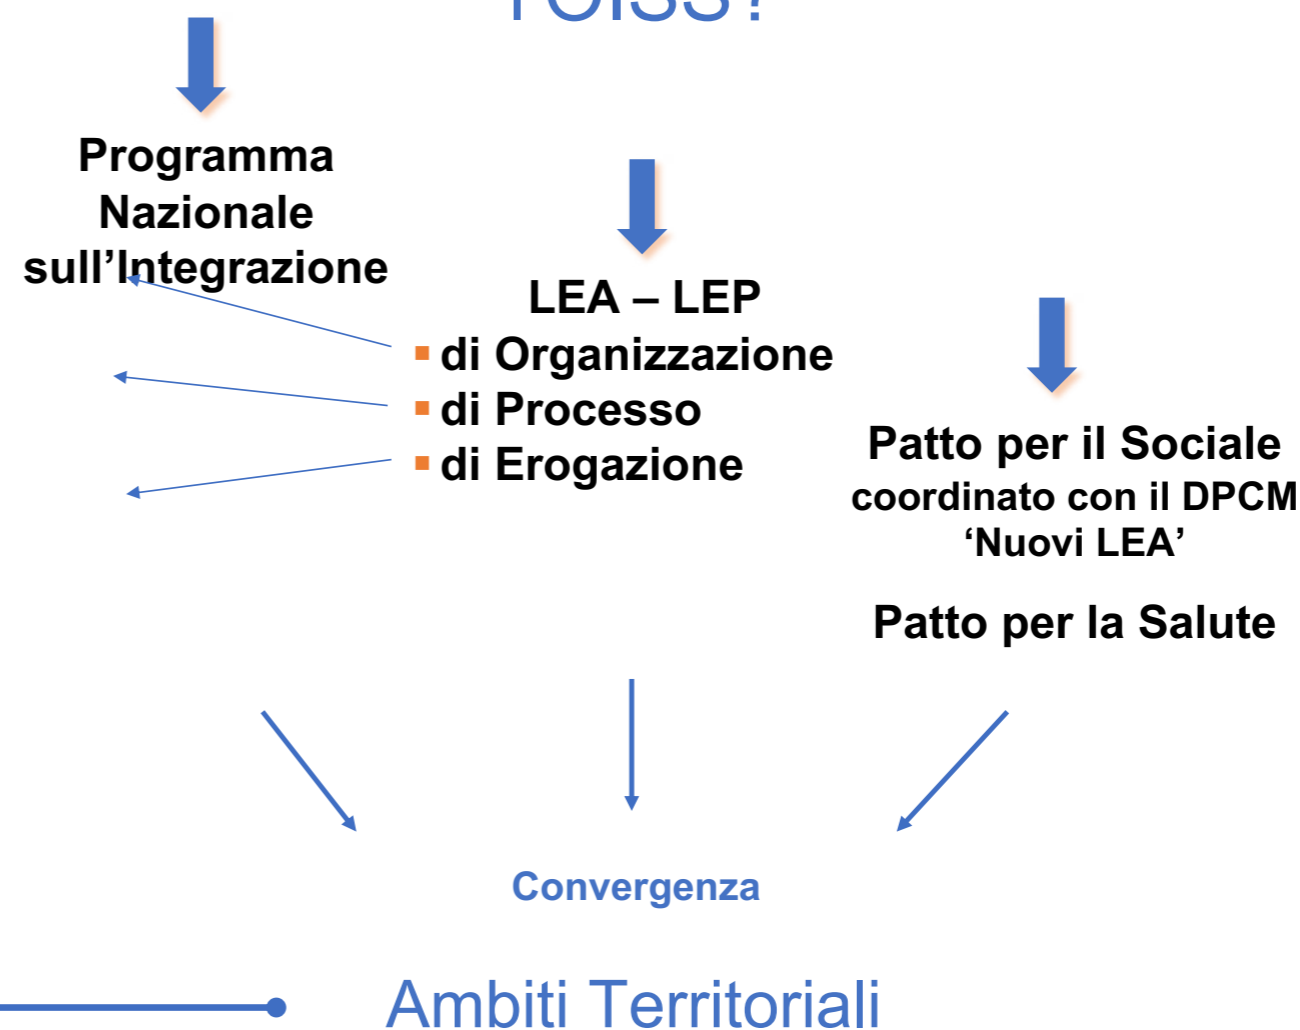 l'OISS?
Programma
Nazionale
sull’Integrazione
LEA – LEP
▪ di Organizzazione
▪ di Processo
▪ di Erogazione
Patto per il Sociale
coordinato con il DPCM
‘Nuovi LEA’
Patto per la Salute
Convergenza
Ambiti Territoriali